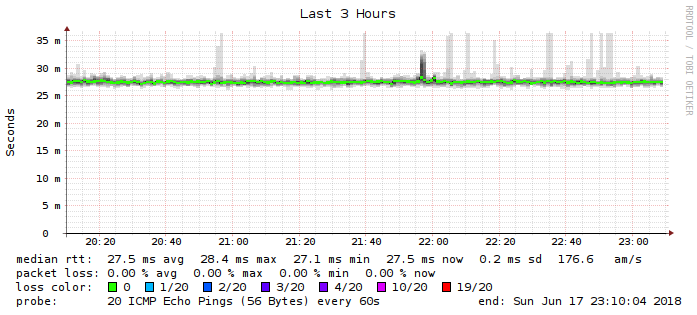 Last 3 Hours
RRDTOOL / TOBI OETIKER
Seconds
35 m
30 m
25 m
20 m
15 m
10 m
5 m
0
20:20 20:40 21:00 21:20 21:40 22:00 22:20 22:40 23:00
median rtt: 27.5 ms avg 28.4 ms max 27.1 ms min 27.5 ms now 0.2 ms sd 176.6 am/s
packet loss: 0.00 % avg 0.00 % max 0.00 % min 0.00 % now
loss color: 0 1/20 2/20 3/20 4/20 10/20 19/20
probe: 20 ICMP Echo Pings (56 Bytes) every 60s end: Sun Jun 17 23:10:04 2018